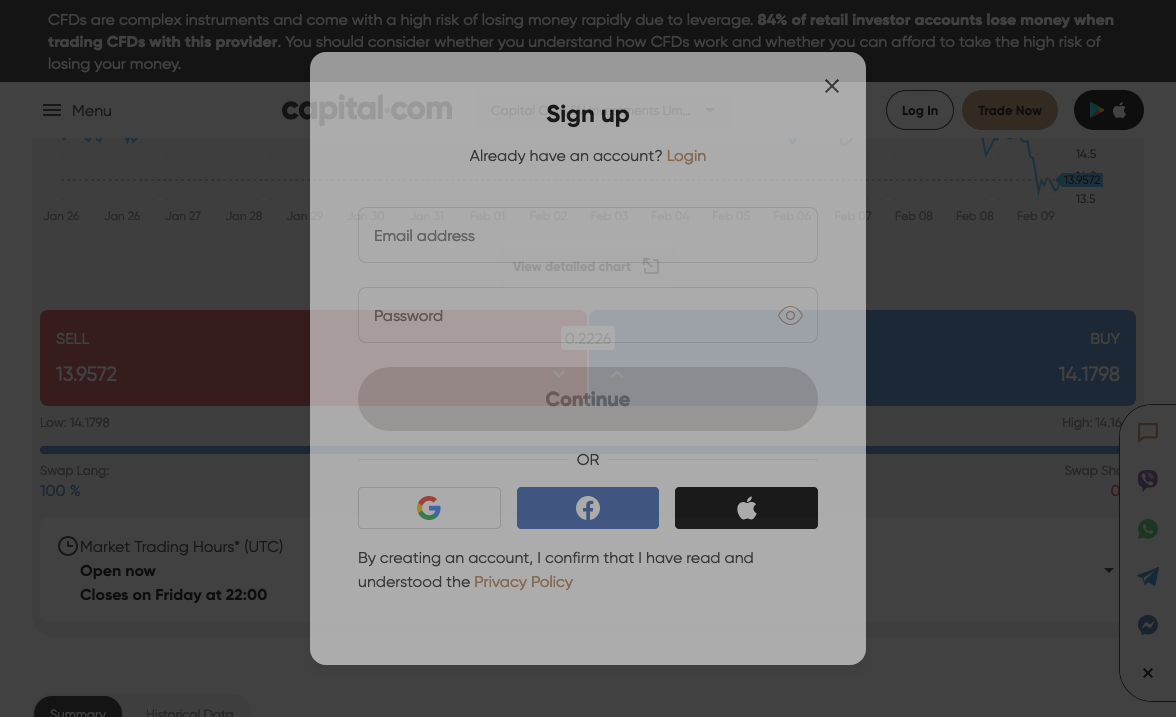 CFDs are complex instruments and come with a high risk of losing money rapidly due to leverage. 84% of retail investor accounts lose money when
trading CFDs with this provider. You should consider whether you understand how CFDs work and whether you can afford to take the high risk of
losing your money.
Menu
capital.com
Log In
Trade Now
Sign up
Already have an account? Login
14.5
13.9572
13.5
Jan 26 Jan 26 Jan 27 Jan 28 Jan 29 Jan 30 Jan 31 Feb 01 Feb 02 Feb 03 Feb 04 Feb 05 Feb 06 Feb 07 Feb 08 Feb 08 Feb 09
Email address
View detailed chart
Password
SELL
13.9572
0.2226
BUY
14.1798
Continue
Low: 14.1798
High: 14.16
OR
Swap Long:
100 %
Swap Sho
0
By creating an account, I confirm that I have read and
understood the Privacy Policy
Market Trading Hours* (UTC)
Open now
Closes on Friday at 22:00
Summary
Historical Data